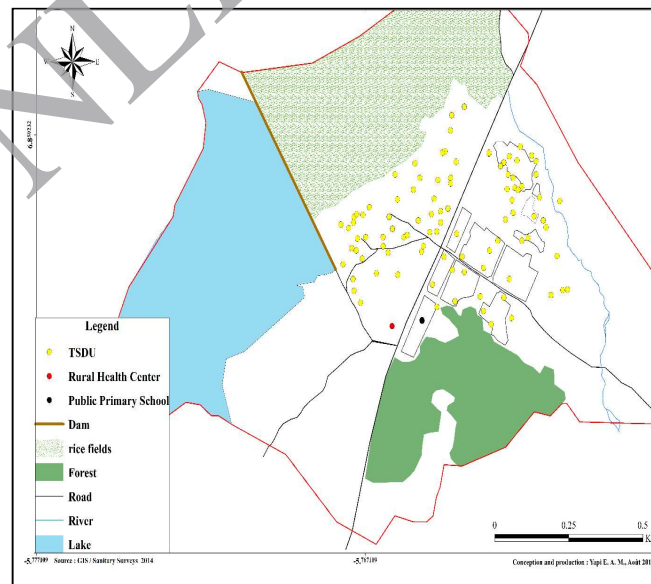 N
W E
S
6.859232
Legend
TSDU
Rural Health Center
Public Primary School
Dam
rice fields
Forest
Road
River
Lake
0 0.25 0.5
K
-5.777109 -5.767109
Source : GIS / Sanitary Surveys 2014
Conception and production : Yapi E. A. M., Août 201